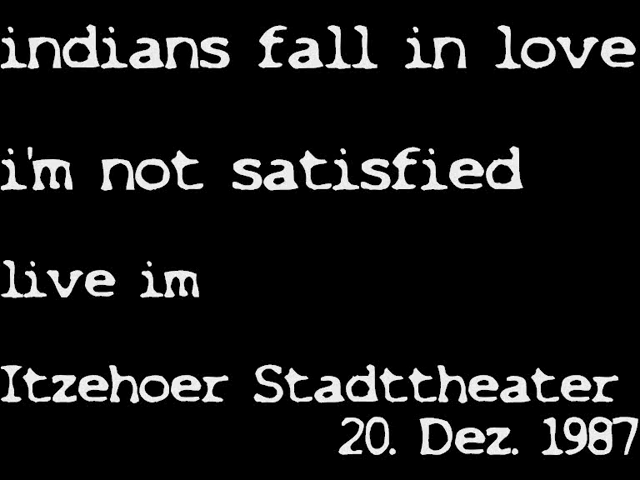 indians fall in love
i'm not satisfied
live im
Itzehoer Stadttheater
20. Dez. 1987